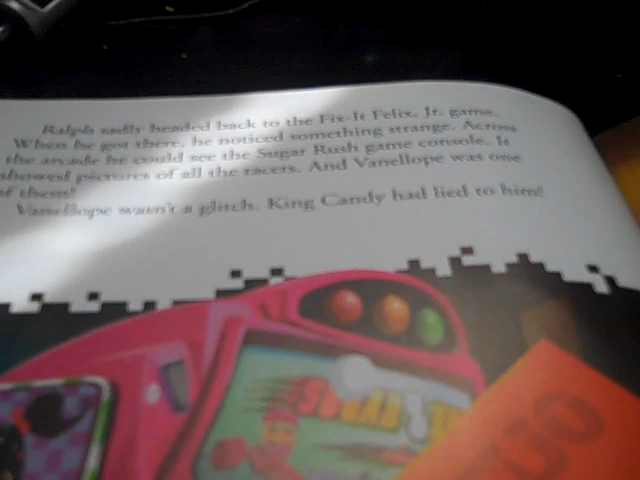 Ralph sadly headed back to the Fix-It Felix, Jr. game.
When he got there, he noticed something strange. Across
the arcade he could see the Sugar Rush game console. It
showed pictures of all the racers. And Vanellope was one
of them!
Vanellope wasn't a glitch. King Candy had lied to him!